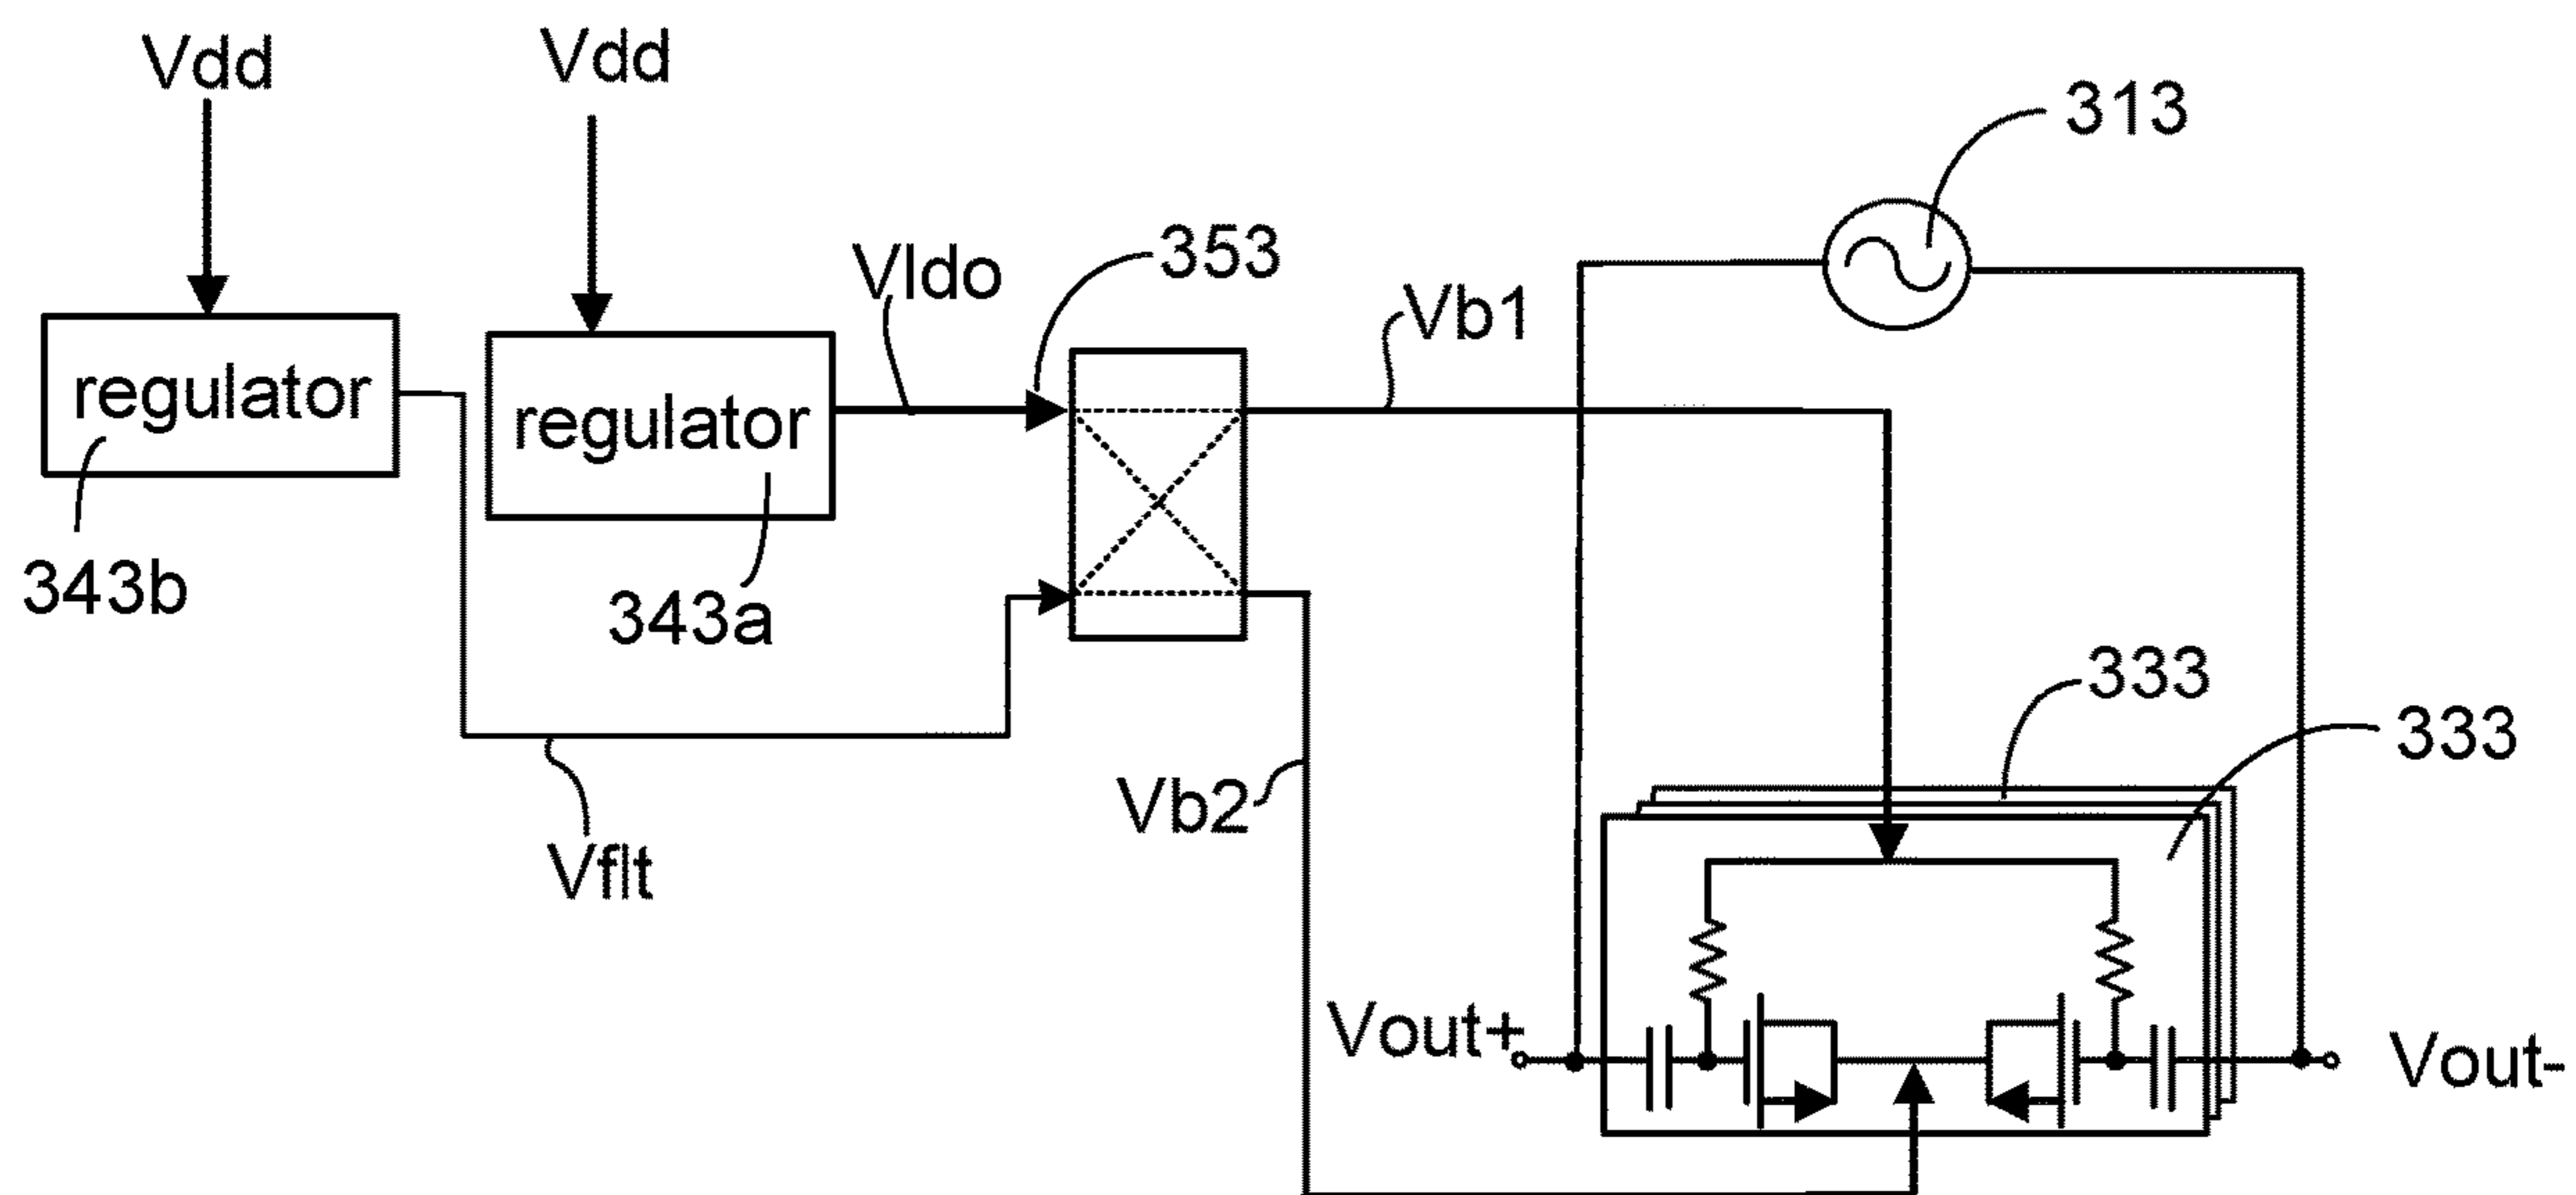 Vdd
Vdd
313
Vldo
353
Vb1
regulator
regulator
343b
343a
333
333
Vb2
Vflt
Vout+
Vout-